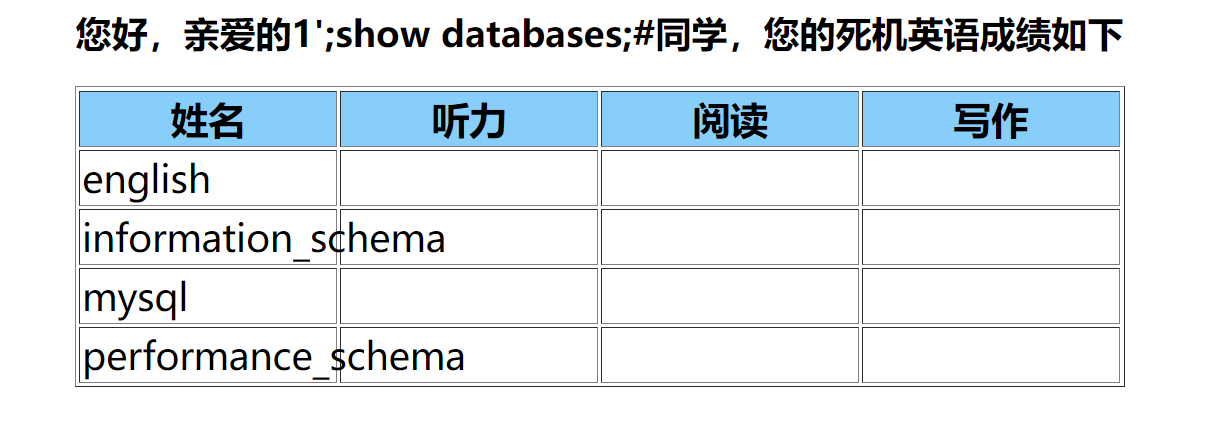 您好，亲爱的1';show databases;#同学，您的死机英语成绩如下
姓名 听力 阅读 写作
english
information_schema
mysql
performance_schema